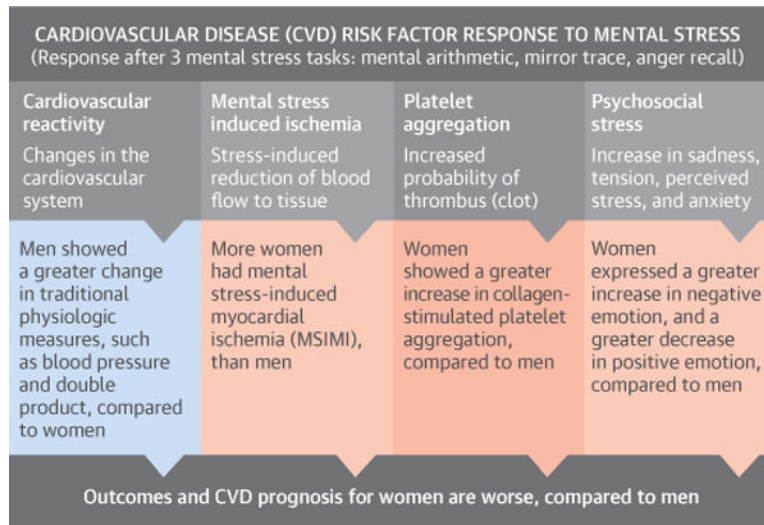 CARDIOVASCULAR DISEASE (CVD) RISK FACTOR RESPONSE TO MENTAL STRESS
(Response after 3 mental stress tasks: mental arithmetic, mirror trace, anger recall)
Cardiovascular
reactivity
Changes in the
cardiovascular
system
Men showed
a greater change
in traditional
physiologic
measures, such
as blood pressure
and double
product, compared
to women
Mental stress
induced ischemia
Stress-induced
reduction of blood
flow to tissue
More women
had mental
stress-induced
myocardial
ischemia (MSIMI),
than men
Platelet
aggregation
Increased
probability of
thrombus (clot)
Women
showed a greater
increase in collagen-
stimulated platelet
aggregation,
compared to men
Psychosocial
stress
Increase in sadness,
tension, perceived
stress, and anxiety
Women
expressed a greater
increase in negative
emotion, and a
greater decrease
in positive emotion,
compared to men
Outcomes and CVD prognosis for women are worse, compared to men